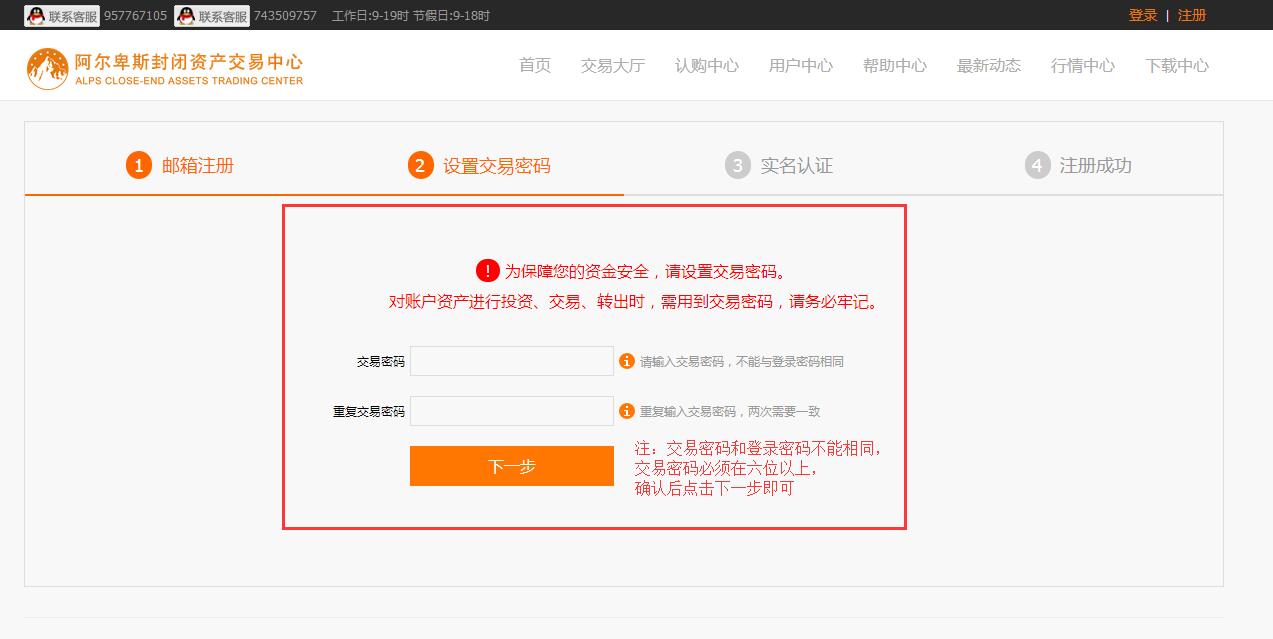 联系客服 957767105 联系客服 743509757 工作日:9-19时 节假日:9-18时 登录 | 注册
阿尔卑斯封闭资产交易中心
ALPS CLOSE-END ASSETS TRADING CENTER
首页 交易大厅 认购中心 用户中心 帮助中心 最新动态 行情中心 下载中心
1 邮箱注册 2 设置交易密码 3 实名认证 4 注册成功
! 为保障您的资金安全，请设置交易密码。
对账户资产进行投资、交易、转出时，需用到交易密码，请务必牢记。
交易密码 i 请输入交易密码，不能与登录密码相同
重复交易密码 i 重复输入交易密码，两次需要一致
下一步
注：交易密码和登录密码不能相同，
交易密码必须在六位以上，
确认后点击下一步即可